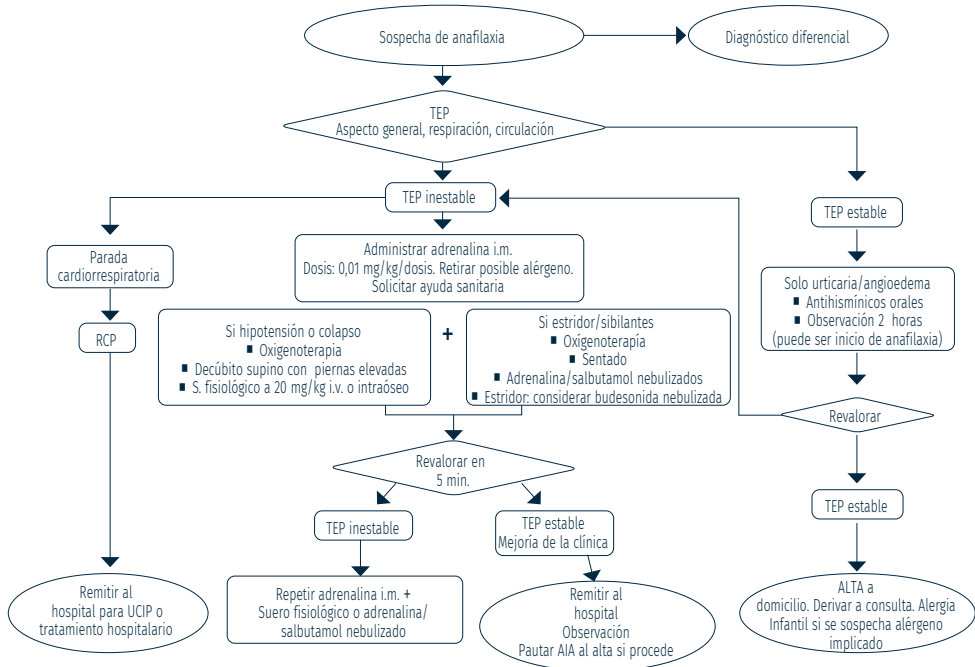 Sospecha de anafilaxia
Diagnóstico diferencial
TEP
Aspecto general, respiración, circulación
TEP inestable
TEP estable
Parada
cardiorrespiratoria
Administrar adrenalina i.m.
Dosis: 0,01 mg/kg/dosis. Retirar posible alérgeno.
Solicitar ayuda sanitaria
Solo urticaria/angioedema
■ Antihismínicos orales
■ Observación 2 horas
(puede ser inicio de anafilaxia)
RCP
Si hipotensión o colapso
■ Oxigenoterapia
■ Decúbito supino con piernas elevadas
■ S. fisiológico a 20 mg/kg i.v. o intraóseo
+
Si estridor/sibilantes
■ Oxígenoterapía
■ Sentado
■ Adrenalina/salbutamol nebulizados
■ Estridor: considerar budesonida nebulizada
Revalorar
Revalorar en
5 min.
TEP inestable
TEP estable
Mejoría de la clínica
TEP estable
Remitir al
hospital para UCIP o
tratamiento hospitalario
Repetir adrenalina i.m. +
Suero fisiológico o adrenalina/
salbutamol nebulizado
Remitir al
hospital
Observación
Pautar AIA al alta si procede
ALTA a
domicilio. Derivar a consulta. Alergia
Infantil si se sospecha alérgeno
implicado